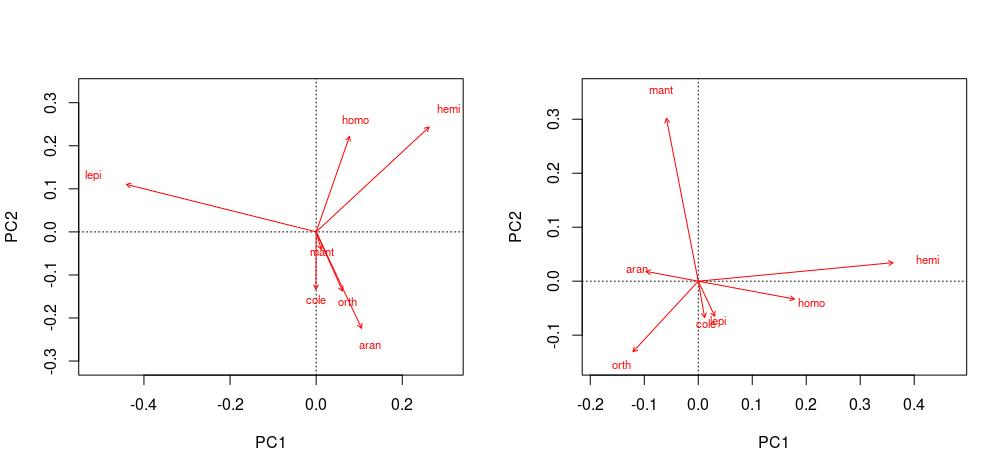 PC2
0.3
0.2
0.1
0.0
-0.1
-0.2
-0.3
homo
hemi
lepi
mant
cole
orth
aran
-0.4 -0.2 0.0 0.2
PC1
PC2
0.3
0.2
0.1
0.0
-0.1
mant
hemi
aran
homo
lepi
cole
orth
-0.2 -0.1 0.0 0.1 0.2 0.3 0.4
PC1